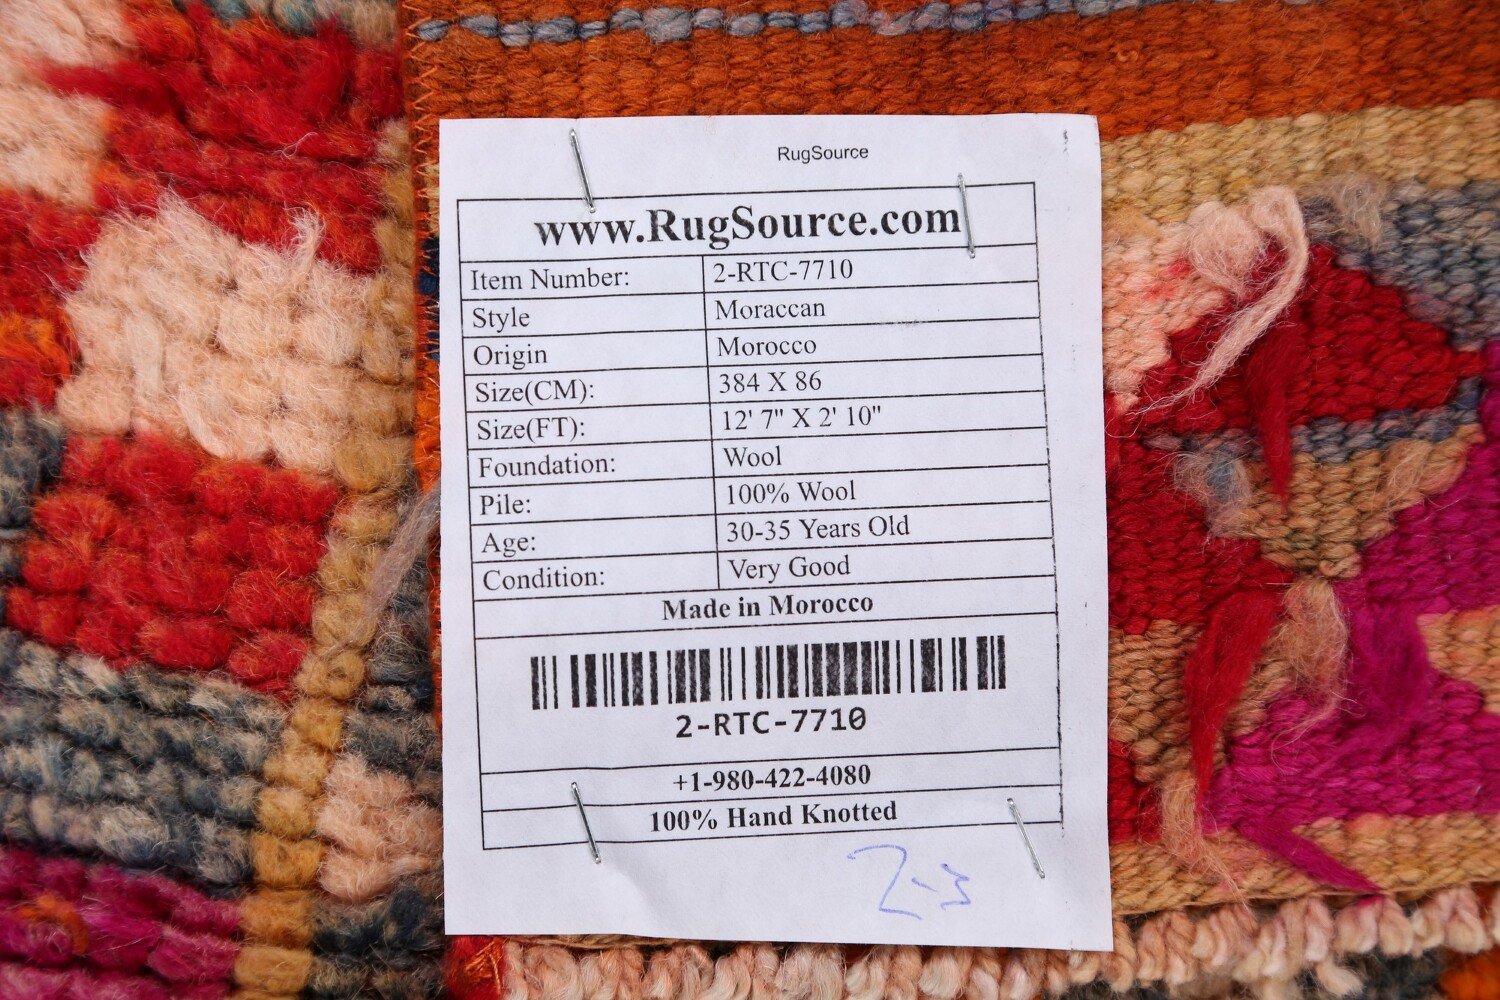 RugSource
www.RugSource.com
Item Number: 2-RTC-7710
Style Moraccan
Origin Morocco
Size(CM): 384 X 86
Size(FT): 12' 7" X 2' 10"
Foundation: Wool
Pile: 100% Wool
Age: 30-35 Years Old
Condition: Very Good
Made in Morocco
2-RTC-7710
+1-980-422-4080
100% Hand Knotted
2-3